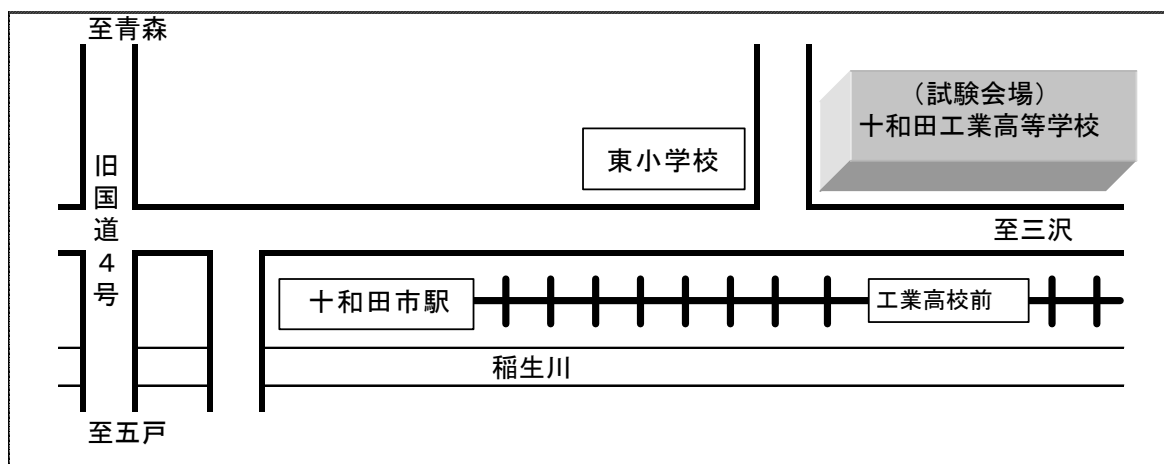 至青森
(試験会場)
十和田工業高等学校
東小学校
旧国道4号
至三沢
十和田市駅
工業高校前
稲生川
至五戸